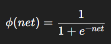 ϕ(net) = 1 / (1 + e^{−net})